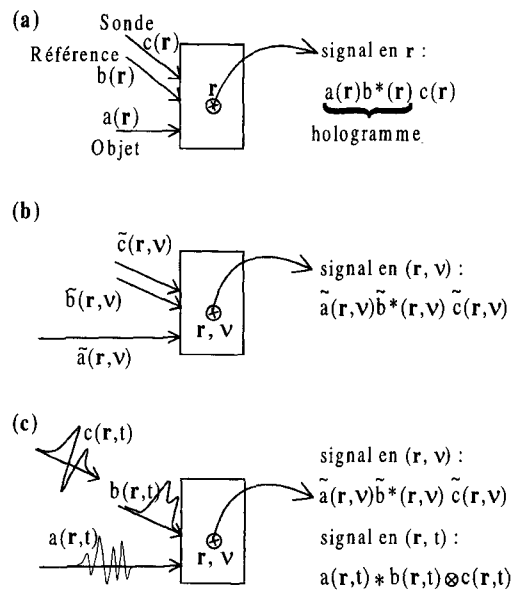 (a)
Sonde
c(r)
Référence
b(r)
a(r)
Objet
r
signal en r :
a(r)b*(r) c(r)
hologramme
(b)
c̃(r,ν)
b̃(r,ν)
ã(r,ν)
r, ν
signal en (r, ν) :
ã(r,ν)b̃*(r,ν) c̃(r,ν)
(c)
c(r,t)
b(r,t)
a(r,t)
r, ν
signal en (r, ν) :
ã(r,ν)b̃*(r,ν) c̃(r,ν)
signal en (r, t) :
a(r,t) * b(r,t)⊗c(r,t)